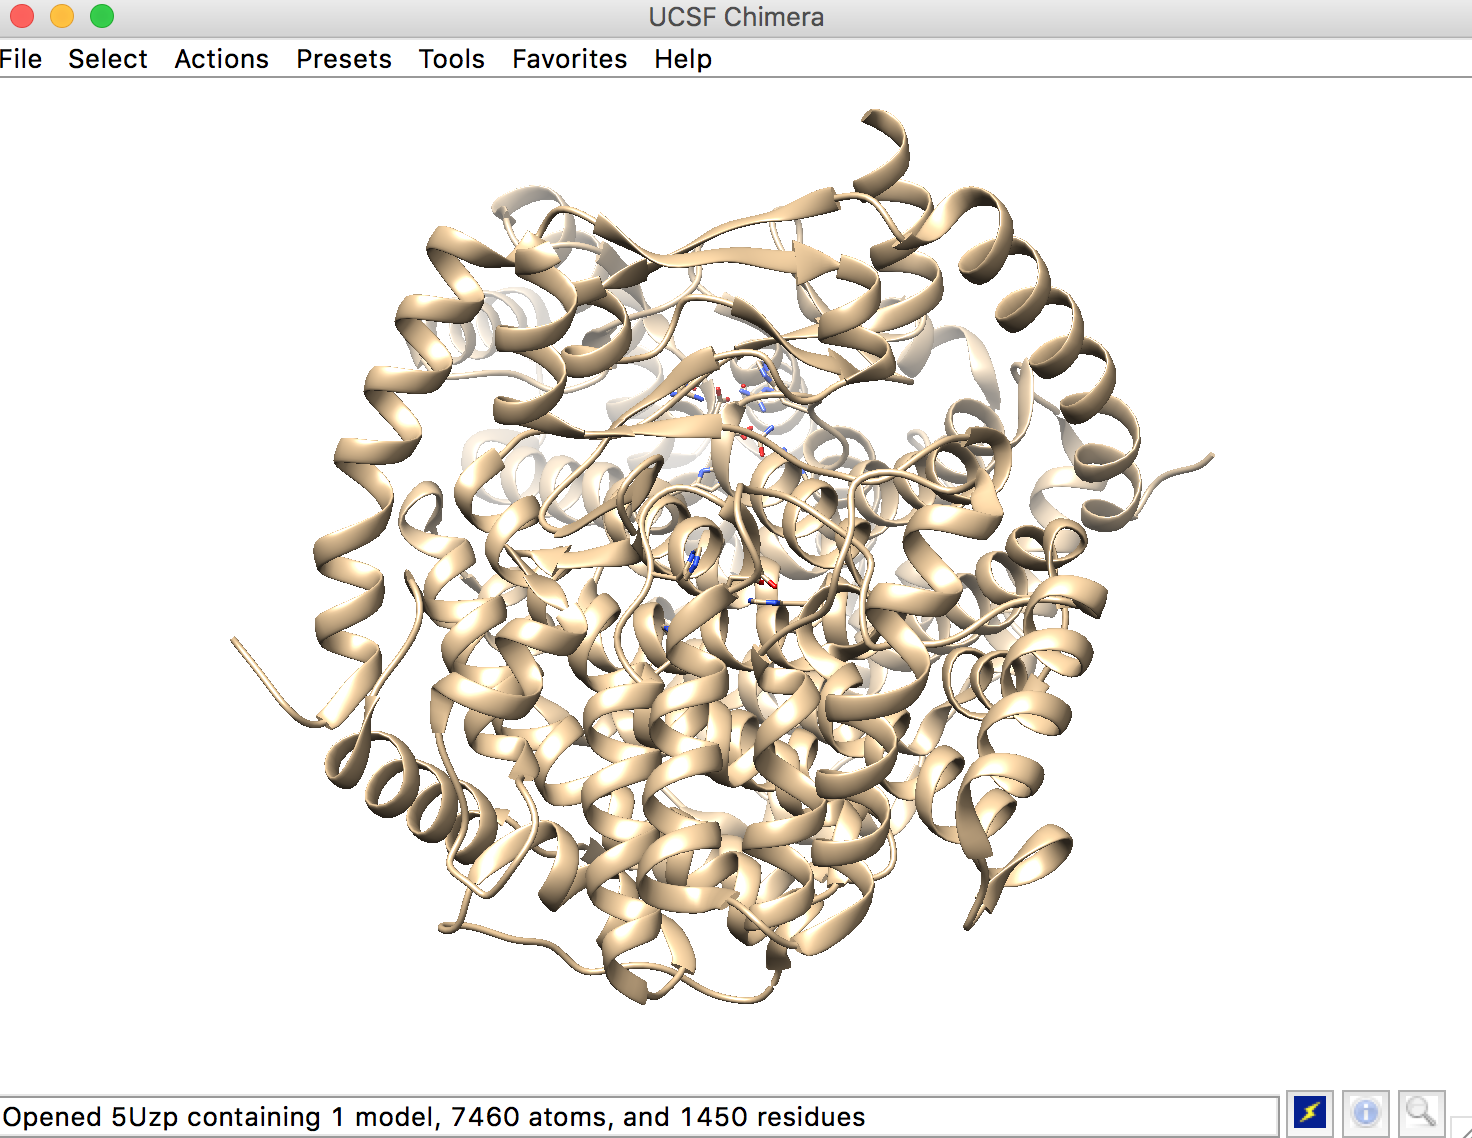 UCSF Chimera
File Select Actions Presets Tools Favorites Help
Opened 5Uzp containing 1 model, 7460 atoms, and 1450 residues